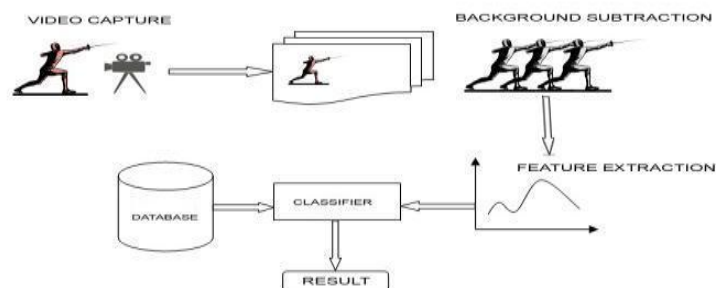 VIDEO CAPTURE
BACKGROUND SUBTRACTION
FEATURE EXTRACTION
DATABASE
CLASSIFIER
RESULT